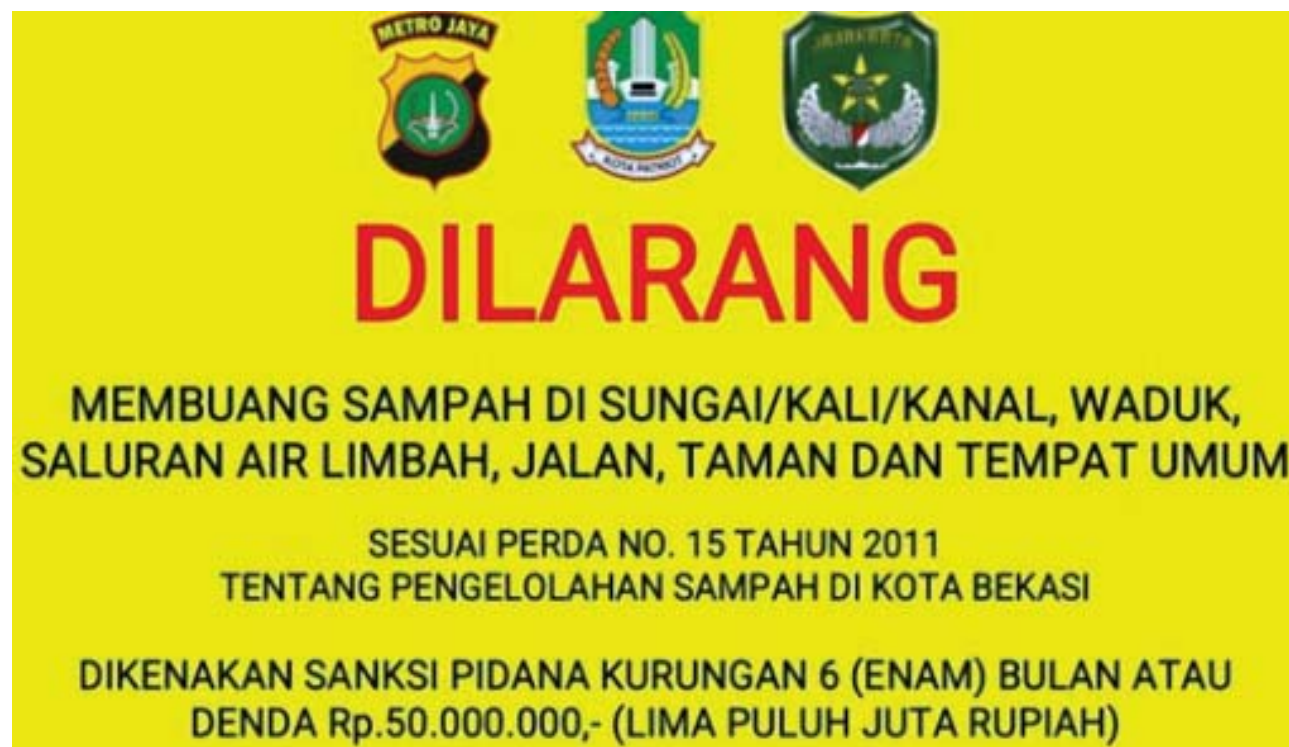 METRO JAYA
KOTA PATRIOT
JAYAKARTA
DILARANG
MEMBUANG SAMPAH DI SUNGAI/KALI/KANAL, WADUK,
SALURAN AIR LIMBAH, JALAN, TAMAN DAN TEMPAT UMUM
SESUAI PERDA NO. 15 TAHUN 2011
TENTANG PENGELOLAHAN SAMPAH DI KOTA BEKASI
DIKENAKAN SANKSI PIDANA KURUNGAN 6 (ENAM) BULAN ATAU
DENDA Rp.50.000.000,- (LIMA PULUH JUTA RUPIAH)